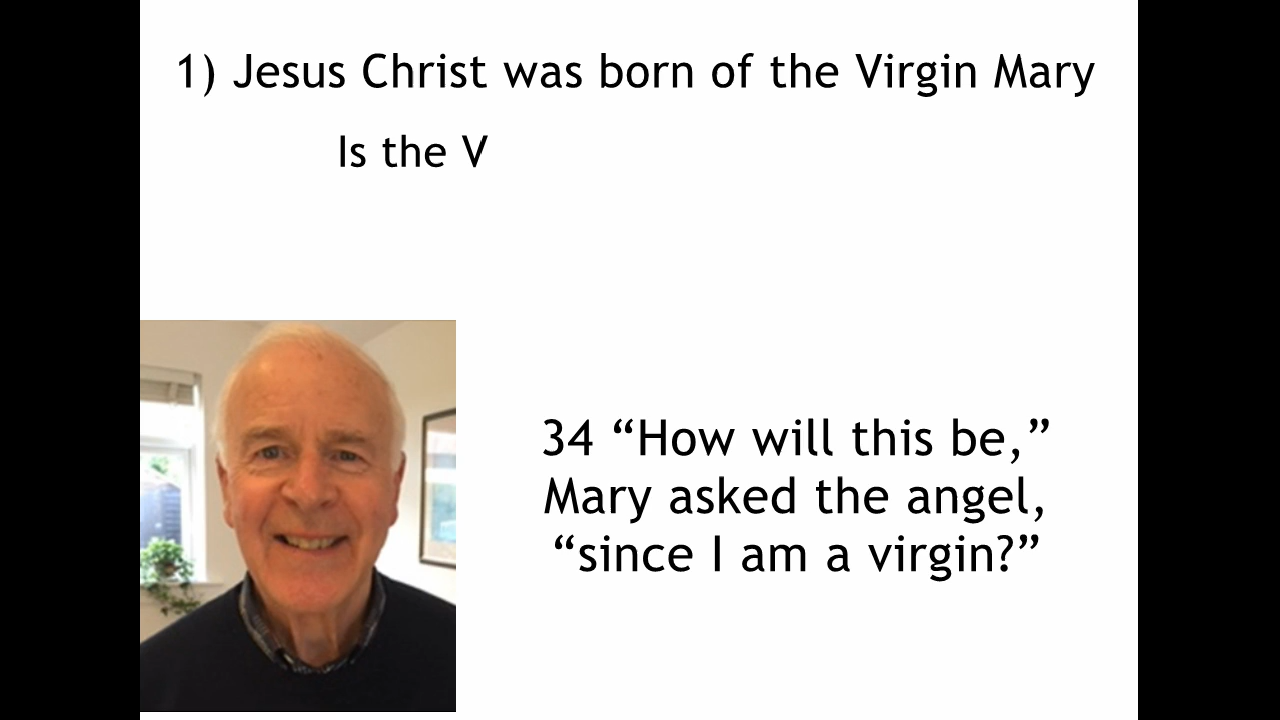 1) Jesus Christ was born of the Virgin Mary
Is the V
34 “How will this be,”
Mary asked the angel,
“since I am a virgin?”